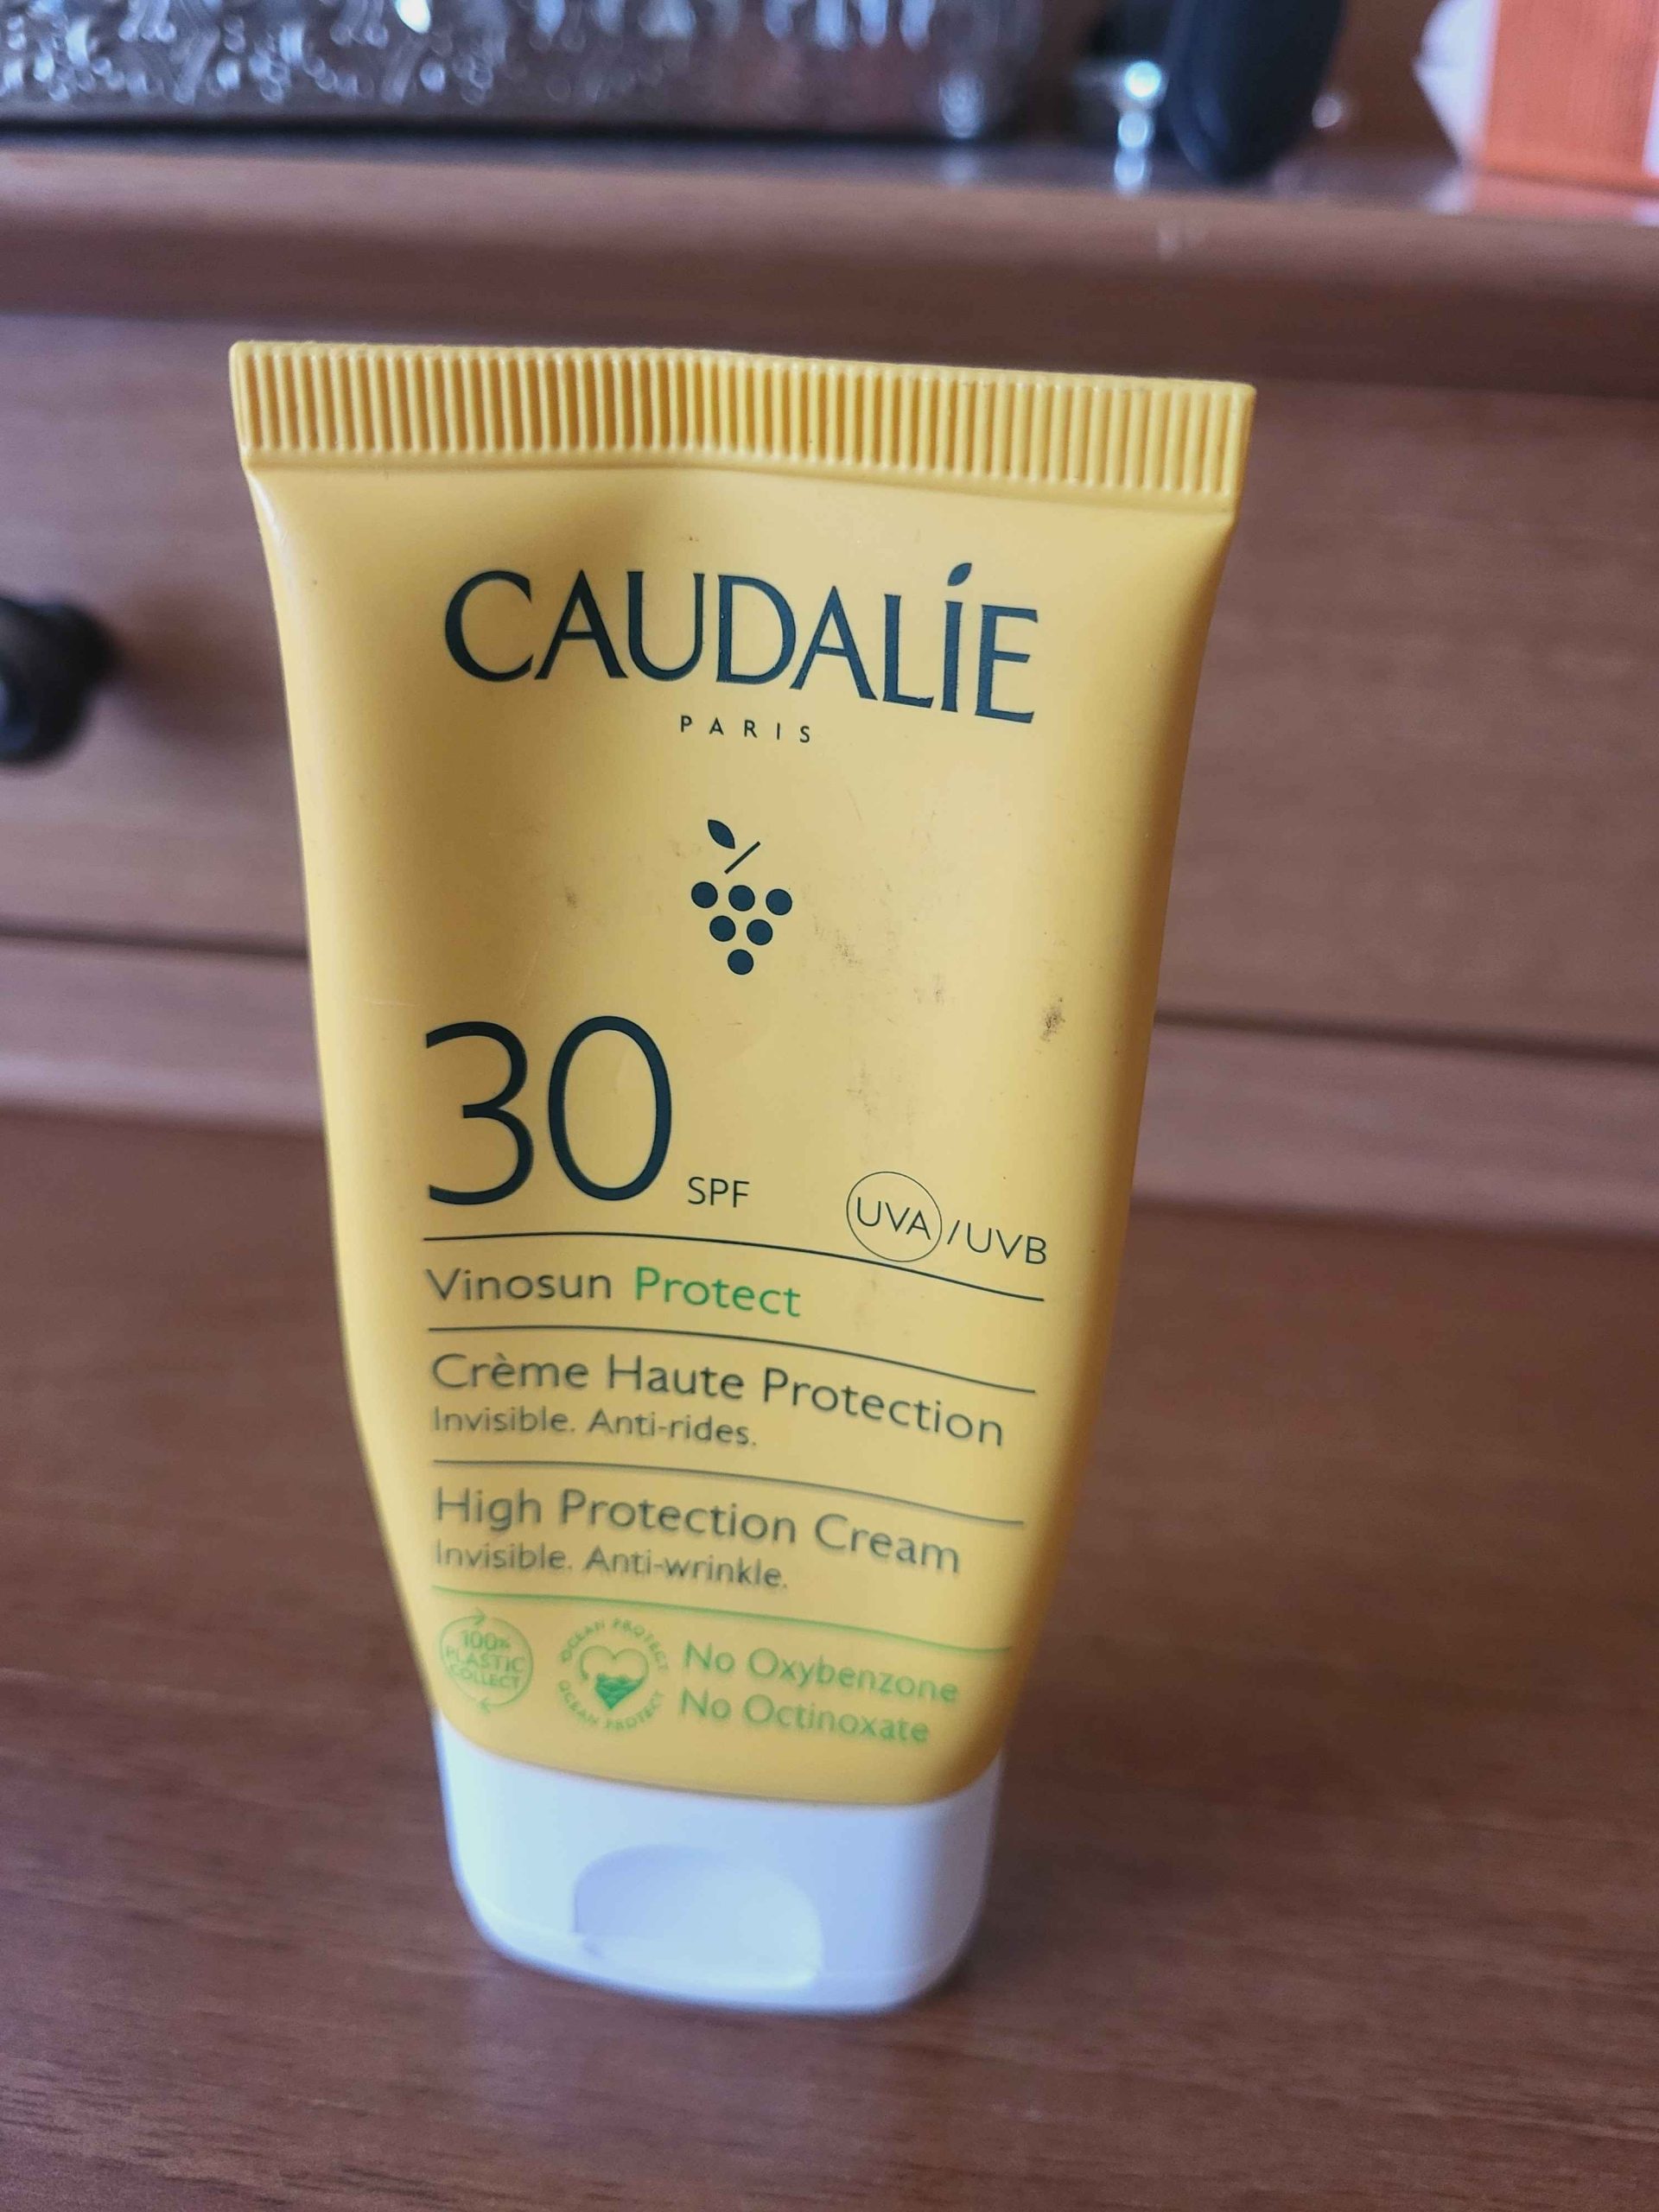 CAUDALÍE
PARIS
30 SPF UVA/UVB
Vinosun Protect
Crème Haute Protection
Invisible. Anti-rides.
High Protection Cream
Invisible. Anti-wrinkle.
100%
PLASTIC
COLLECT
OCEAN PROTECT
OCEAN PROTECT
No Oxybenzone
No Octinoxate